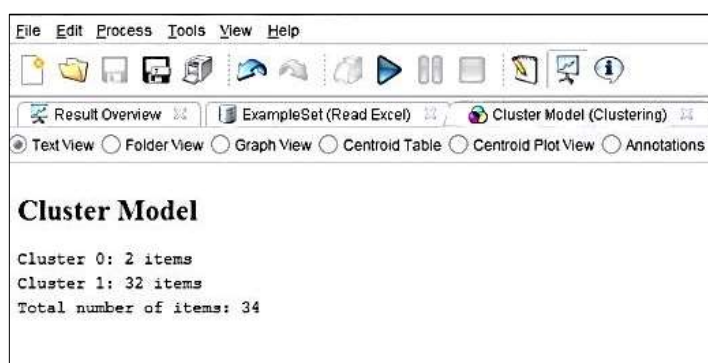 File Edit Process Tools View Help
Result Overview ExampleSet (Read Excel) Cluster Model (Clustering)
Text View Folder View Graph View Centroid Table Centroid Plot View Annotations
Cluster Model
Cluster 0: 2 items
Cluster 1: 32 items
Total number of items: 34